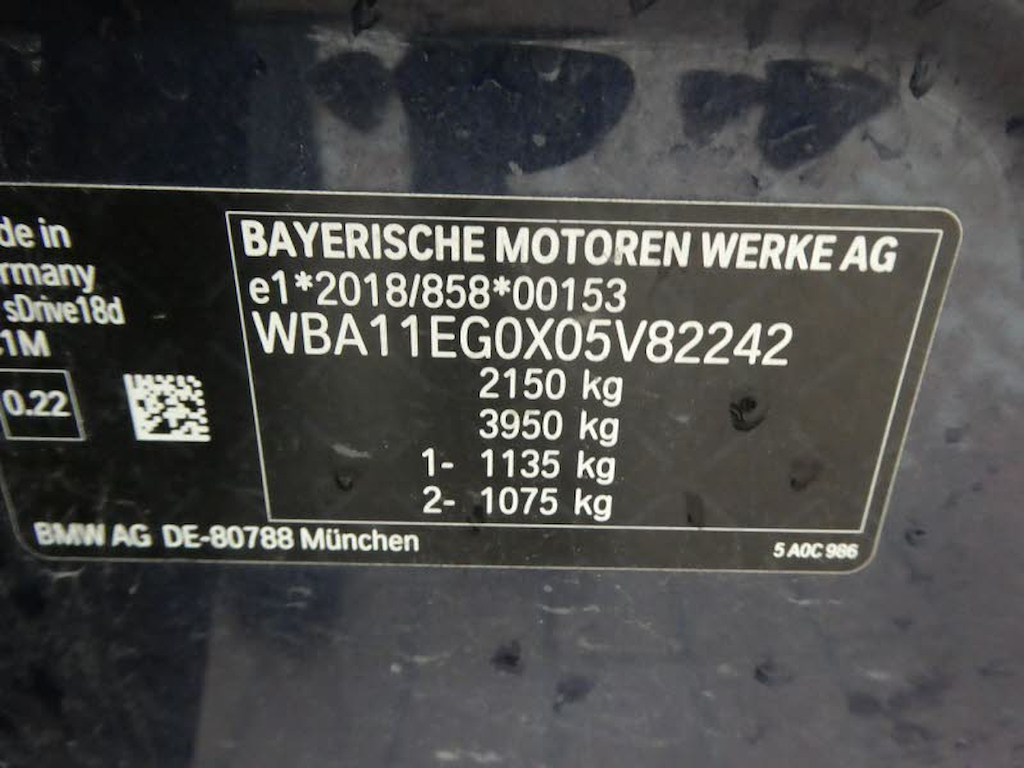 de in
rmany
sDrive18d
1M
0.22
BAYERISCHE MOTOREN WERKE AG
e1*2018/858*00153
WBA11EG0X05V82242
2150 kg
3950 kg
1- 1135 kg
2- 1075 kg
BMW AG DE-80788 München
5 A0C 986